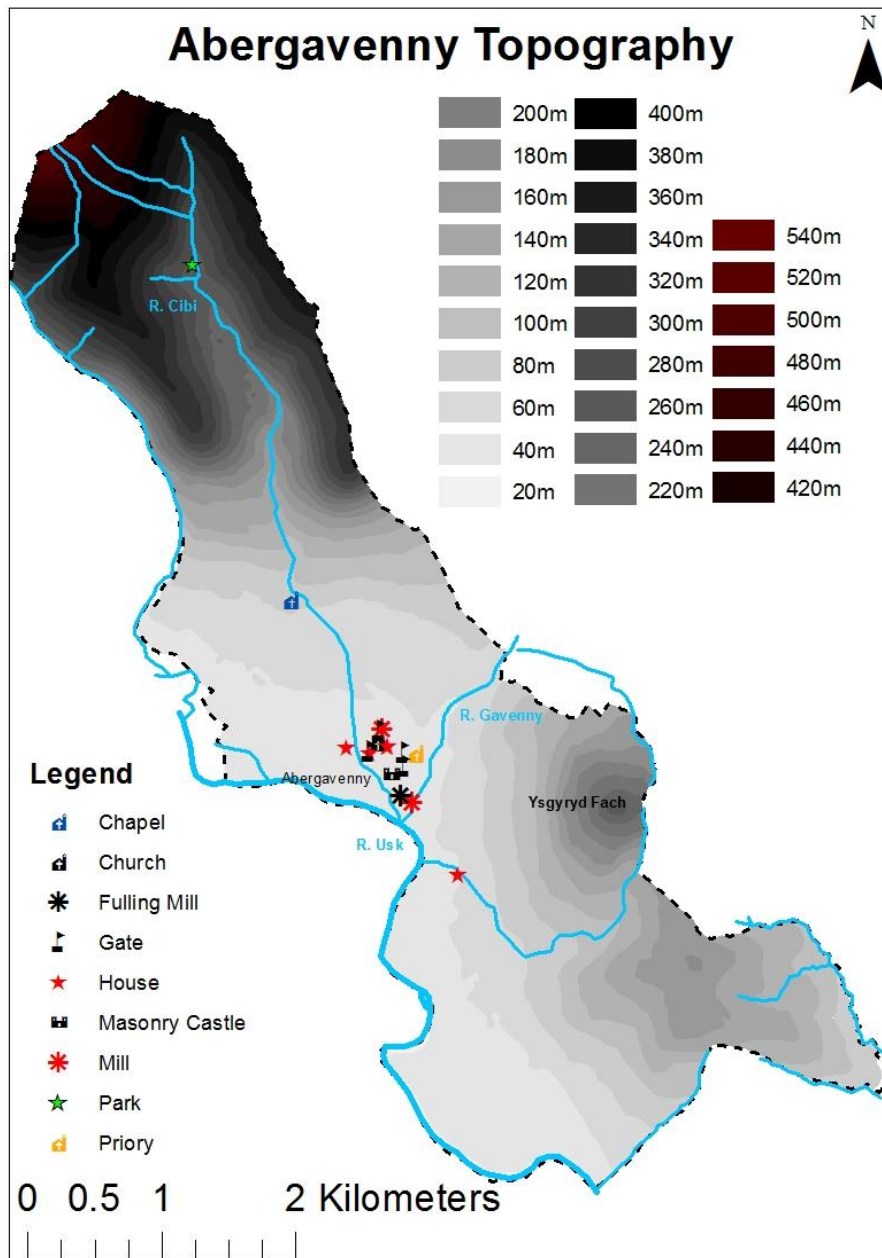 Abergavenny Topography
N
200m 400m
180m 380m
160m 360m
140m 340m 540m
120m 320m 520m
100m 300m 500m
80m 280m 480m
60m 260m 460m
40m 240m 440m
20m 220m 420m
R. Cibi
R. Gavenny
Abergavenny
Ysgyryd Fach
R. Usk
Legend
Chapel
Church
Fulling Mill
Gate
House
Masonry Castle
Mill
Park
Priory
0 0.5 1 2 Kilometers